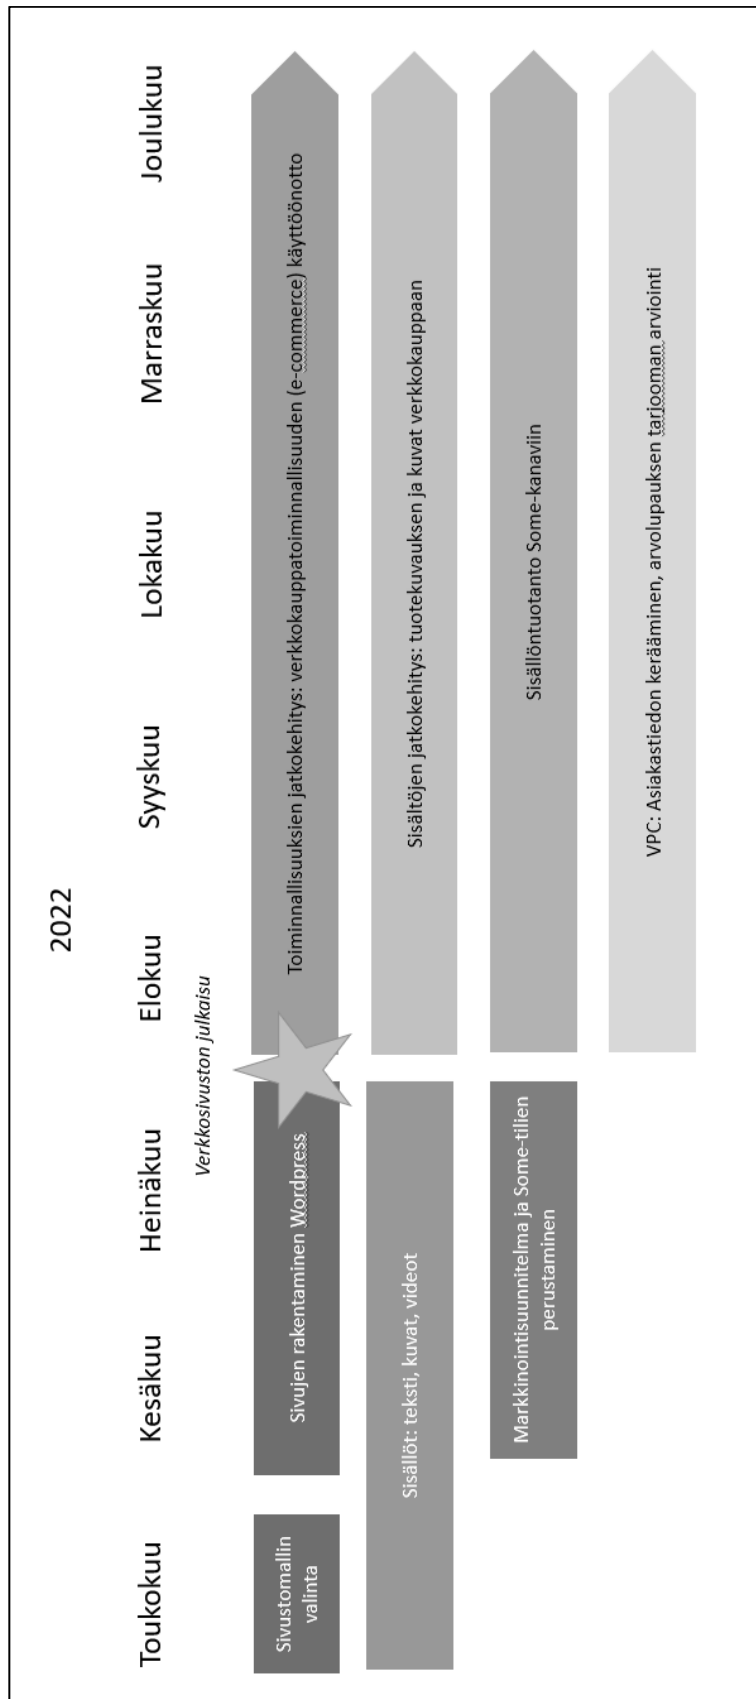 2022
Toukokuu
Kesäkuu
Heinäkuu
Elokuu
Syyskuu
Lokakuu
Marraskuu
Joulukuu
Verkkosivuston julkaisu
Sivustomallin
valinta
Sivujen rakentaminen Wordpress
Toiminnallisuuksien jatkokehitys: verkkokauppatoiminnallisuuden (e-commerce) käyttöönotto
Sisällöt: teksti, kuvat, videot
Sisältöjen jatkokehitys: tuotekuvauksen ja kuvat verkkokauppaan
Markkinointisuunnitelma ja Some-tilien
perustaminen
Sisällöntuotanto Some-kanaviin
VPC: Asiakastiedon kerääminen, arvolupauksen tarjooman arviointi